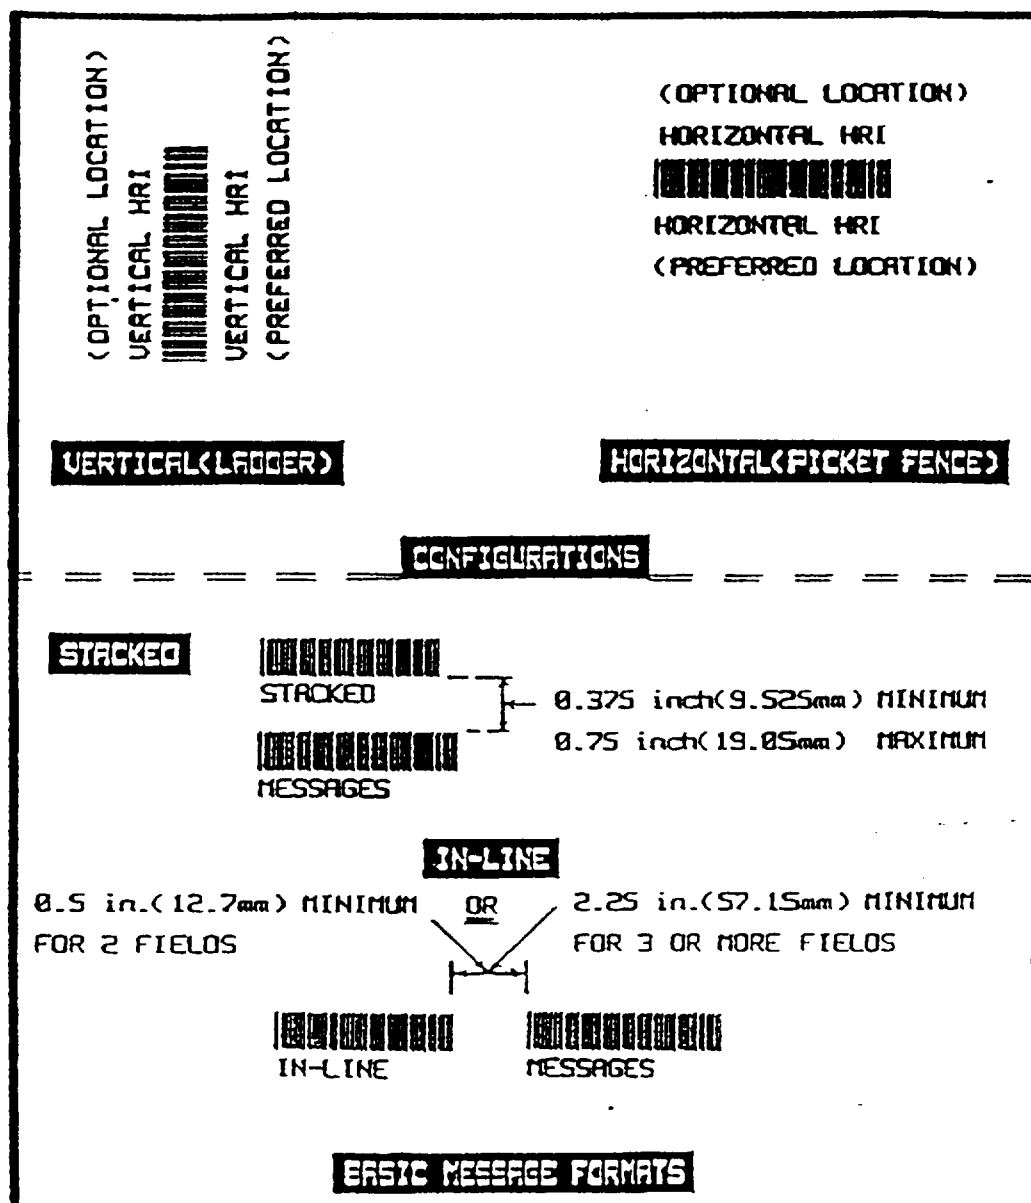 (OPTIONAL LOCATION)
VERTICAL HRI
VERTICAL HRI
(PREFERRED LOCATION)
(OPTIONAL LOCATION)
HORIZONTAL HRI
HORIZONTAL HRI
(PREFERRED LOCATION)
VERTICAL(LADDER)
HORIZONTAL(PICKET FENCE)
CONFIGURATIONS
STACKED
STACKED
0.375 inch(9.525mm) MINIMUM
0.75 inch(19.05mm) MAXIMUM
MESSAGES
IN-LINE
0.5 in.(12.7mm) MINIMUM
FOR 2 FIELDS
OR
2.25 in.(57.15mm) MINIMUM
FOR 3 OR MORE FIELDS
IN-LINE
MESSAGES
BASIC MESSAGE FORMATS